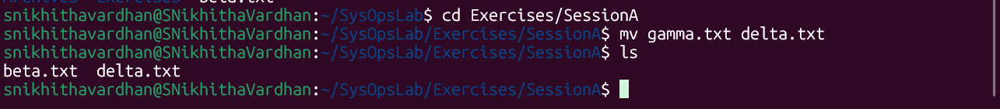 snikhithavardhan@SNikhithaVardhan:~/SysOpsLab$ cd Exercises/SessionA
snikhithavardhan@SNikhithaVardhan:~/SysOpsLab/Exercises/SessionA$ mv gamma.txt delta.txt
snikhithavardhan@SNikhithaVardhan:~/SysOpsLab/Exercises/SessionA$ ls
beta.txt  delta.txt
snikhithavardhan@SNikhithaVardhan:~/SysOpsLab/Exercises/SessionA$